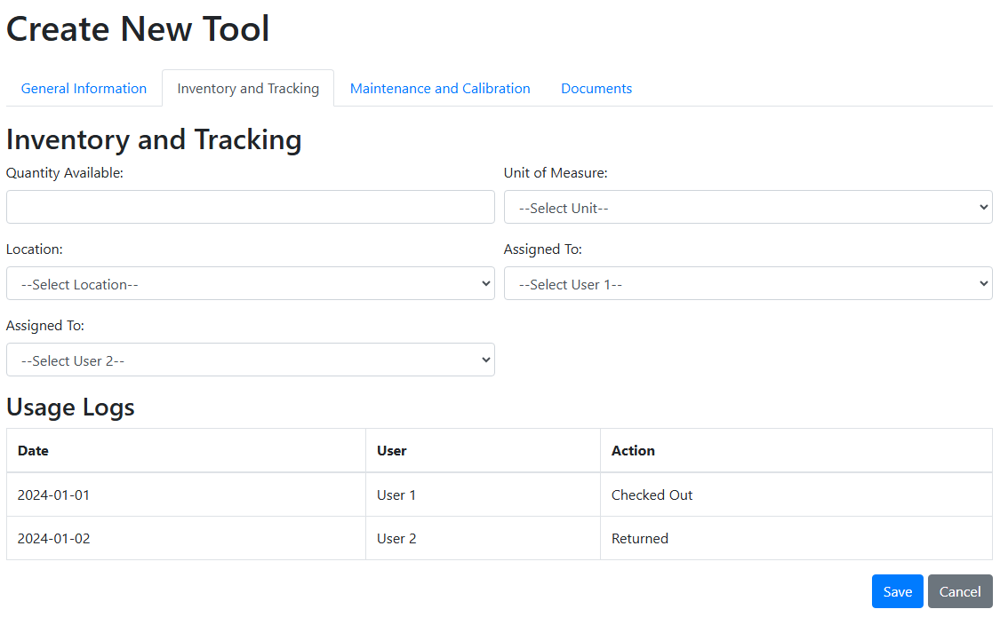 Create New Tool
General Information Inventory and Tracking Maintenance and Calibration Documents
Inventory and Tracking
Quantity Available: Unit of Measure:
--Select Unit--
Location: Assigned To:
--Select Location-- --Select User 1--
Assigned To:
--Select User 2--
Usage Logs
Date User Action
2024-01-01 User 1 Checked Out
2024-01-02 User 2 Returned
Save Cancel